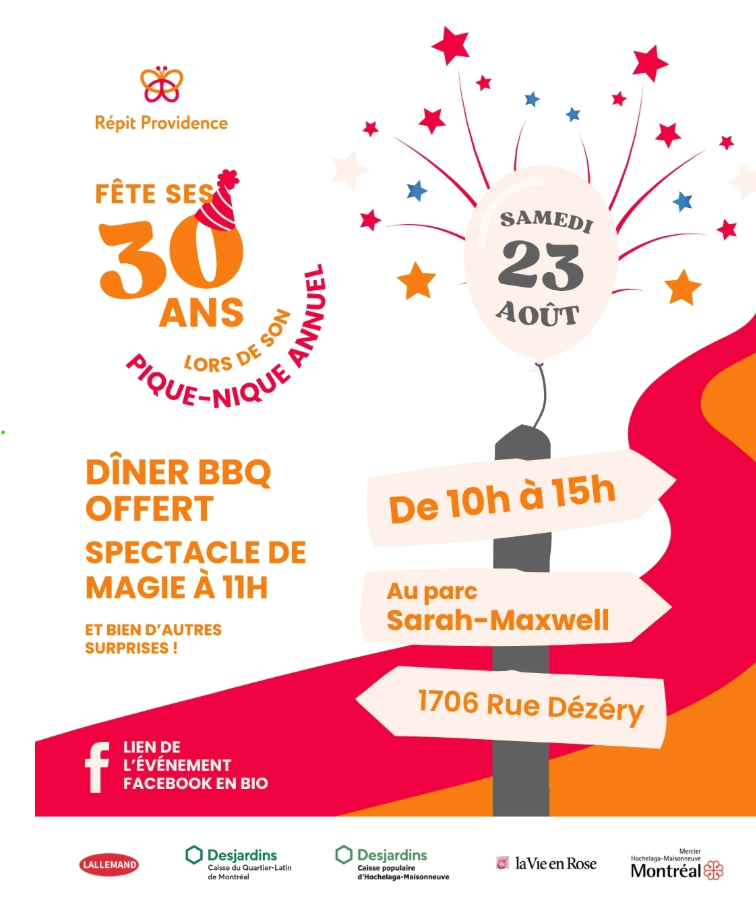 Répit Providence
FÊTE SES
30
ANS
LORS DE SON
PIQUE-NIQUE ANNUEL
SAMEDI
23
AOÛT
DÎNER BBQ
OFFERT
SPECTACLE DE
MAGIE À 11H
ET BIEN D'AUTRES
SURPRISES !
De 10h à 15h
Au parc
Sarah-Maxwell
1706 Rue Dézéry
f
LIEN DE
L'ÉVÉNEMENT
FACEBOOK EN BIO
LALLEMAND
Desjardins
Caisse du Quartier-Latin
de Montréal
Desjardins
Caisse populaire
d'Hochelaga-Maisonneuve
la Vie en Rose
Mercier
Hochelaga-Maisonneuve
Montréal